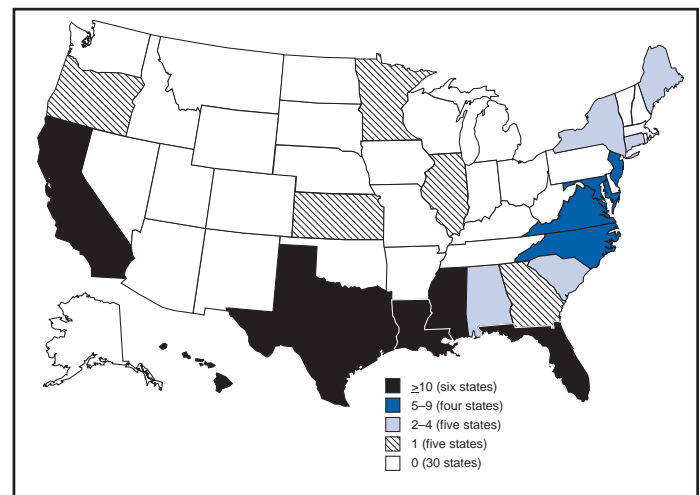 ≥10 (six states)
5–9 (four states)
2–4 (five states)
1 (five states)
0 (30 states)